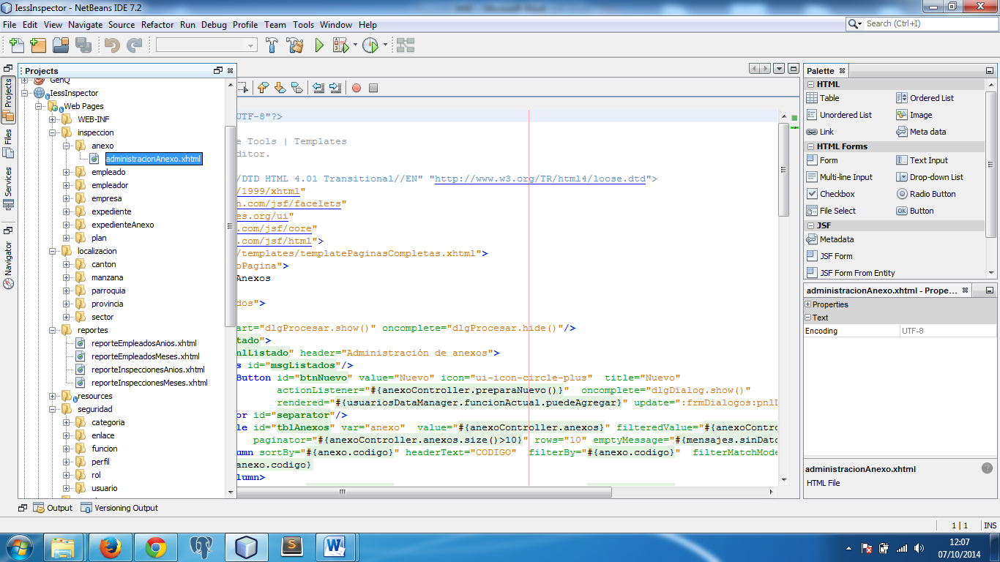 IessInspector - NetBeans IDE 7.2
File Edit View Navigate Source Refactor Run Debug Profile Team Tools Window Help
Search (Ctrl+I)
Projects
Files
Services
Navigator
Projects
GenQ
IessInspector
Web Pages
WEB-INF
inspeccion
anexo
administracionAnexo.xhtml
empleado
empleador
empresa
expediente
expedienteAnexo
plan
localizacion
canton
manzana
parroquia
provincia
sector
reportes
reporteEmpleadosAnios.xhtml
reporteEmpleadosMeses.xhtml
reporteInspeccionesAnios.xhtml
reporteInspeccionesMeses.xhtml
resources
seguridad
categoria
enlace
funcion
perfil
rol
usuario
UTF-8"?>
e Tools | Templates
ditor.
/DTD HTML 4.01 Transitional//EN" "http://www.w3.org/TR/html4/loose.dtd">
/1999/xhtml"
n.com/jsf/facelets"
es.org/ui"
.com/jsf/core"
.com/jsf/html">
/templates/templatePaginasCompletas.xhtml">
oPagina">
Anexos
dos">
art="dlgProcesar.show()" oncomplete="dlgProcesar.hide()"/>
tado">
nlListado" header="Administración de anexos">
s id="msgListados"/>
Button id="btnNuevo" value="Nuevo" icon="ui-icon-circle-plus" title="Nuevo"
actionListener="#{anexoController.preparaNuevo()}" oncomplete="dlgDialog.show()"
rendered="#{usuariosDataManager.funcionActual.puedeAgregar}" update=":frmDialogos:pnlD
or id="separator"/>
le id="tblAnexos" var="anexo" value="#{anexoController.anexos}" filteredValue="#{anexoContro
paginator="#{anexoController.anexos.size()>10}" rows="10" emptyMessage="#{mensajes.sinDato
umn sortBy="#{anexo.codigo}" headerText="CODIGO" filterBy="#{anexo.codigo}" filterMatchMode
anexo.codigo}
olumn>
Palette
HTML
Table Ordered List
Unordered List Image
Link Meta data
HTML Forms
Form Text Input
Multi-line Input Drop-down List
Checkbox Radio Button
File Select Button
JSF
Metadata
JSF Form
JSF Form From Entity
administracionAnexo.xhtml - Prope...
Properties
Text
Encoding UTF-8
administracionAnexo.xhtml
HTML File
Output Versioning Output
1 | 1 INS
12:07
07/10/2014